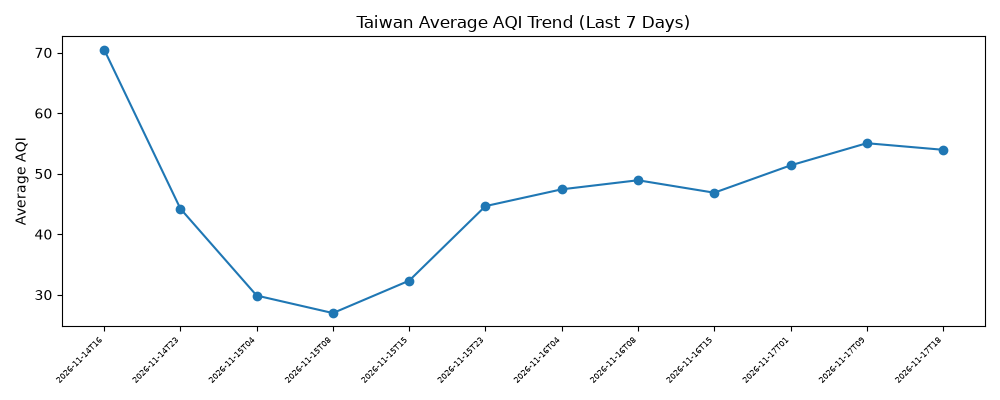 Taiwan Average AQI Trend (Last 7 Days)
Average AQI
70
60
50
40
30
2026-11-14T16
2026-11-14T23
2026-11-15T04
2026-11-15T08
2026-11-15T15
2026-11-15T23
2026-11-16T04
2026-11-16T08
2026-11-16T15
2026-11-17T01
2026-11-17T09
2026-11-17T18